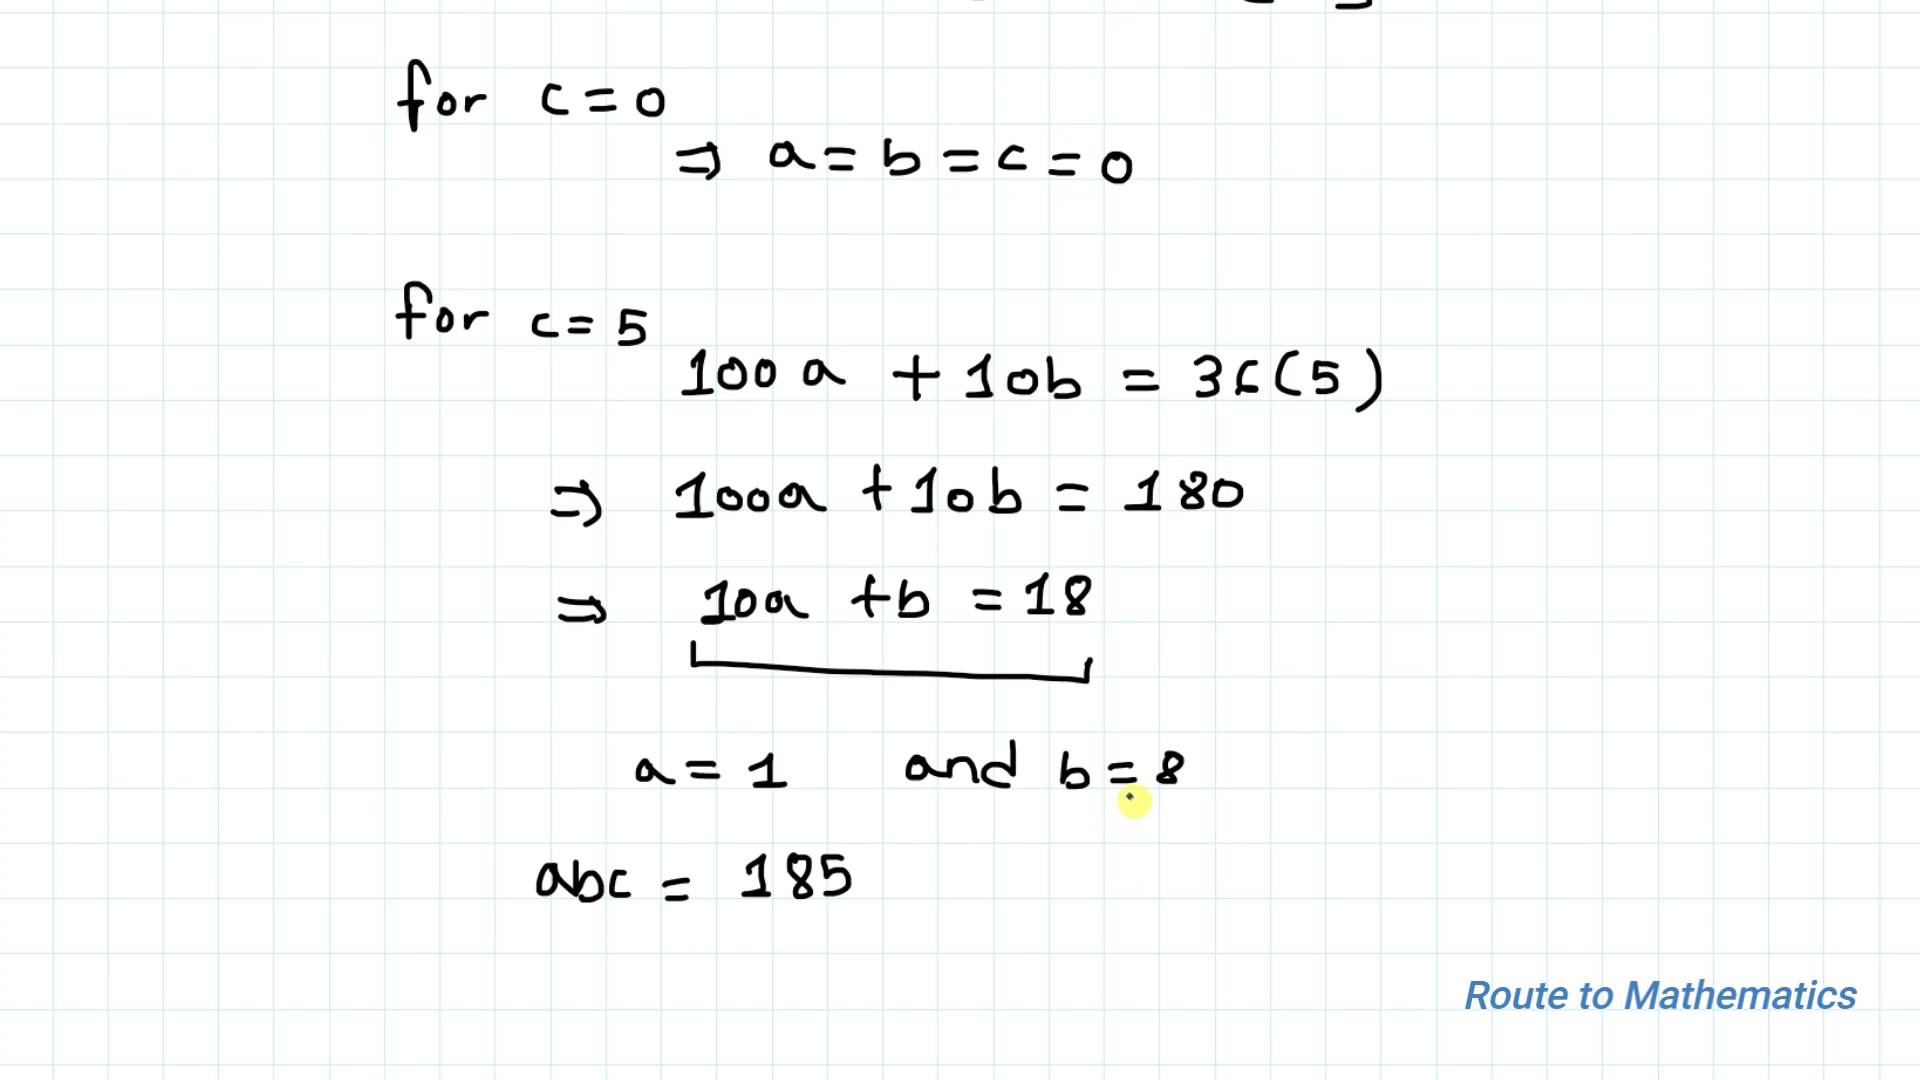 for c = 0
⇒ a = b = c = 0
for c = 5
100a + 10b = 36(5)
⇒ 100a + 10b = 180
⇒ 10a + b = 18
a = 1 and b = 8
abc = 185
Route to Mathematics